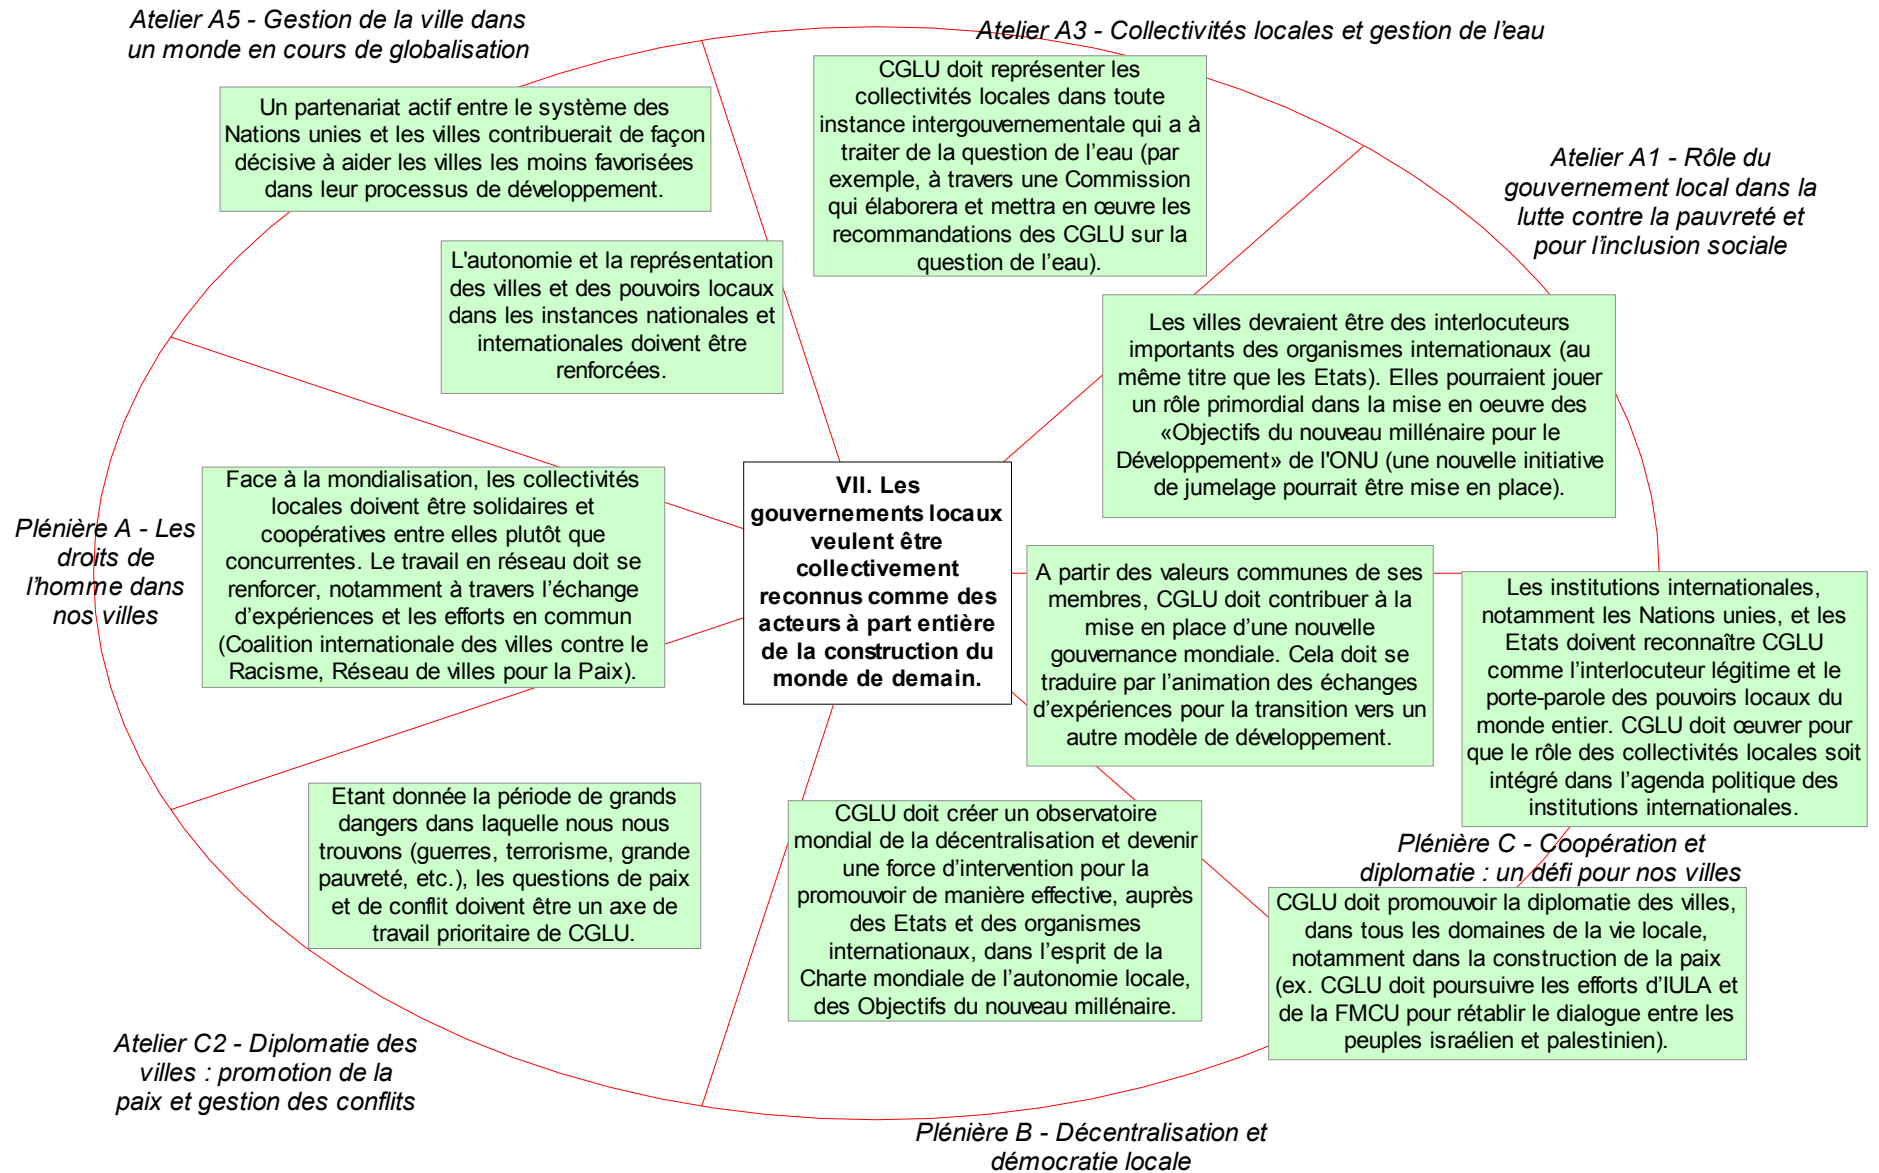 Atelier A5 - Gestion de la ville dans
un monde en cours de globalisation
Un partenariat actif entre le système des
Nations unies et les villes contribuerait de façon
décisive à aider les villes les moins favorisées
dans leur processus de développement.
L'autonomie et la représentation
des villes et des pouvoirs locaux
dans les instances nationales et
internationales doivent être
renforcées.
Atelier A3 - Collectivités locales et gestion de l’eau
CGLU doit représenter les
collectivités locales dans toute
instance intergouvernementale qui a à
traiter de la question de l’eau (par
exemple, à travers une Commission
qui élaborera et mettra en œuvre les
recommandations des CGLU sur la
question de l’eau).
Atelier A1 - Rôle du
gouvernement local dans la
lutte contre la pauvreté et
pour l’inclusion sociale
Les villes devraient être des interlocuteurs
importants des organismes internationaux (au
même titre que les Etats). Elles pourraient jouer
un rôle primordial dans la mise en oeuvre des
«Objectifs du nouveau millénaire pour le
Développement» de l'ONU (une nouvelle initiative
de jumelage pourrait être mise en place).
Plénière A - Les
droits de
l’homme dans
nos villes
Face à la mondialisation, les collectivités
locales doivent être solidaires et
coopératives entre elles plutôt que
concurrentes. Le travail en réseau doit se
renforcer, notamment à travers l’échange
d’expériences et les efforts en commun
(Coalition internationale des villes contre le
Racisme, Réseau de villes pour la Paix).
VII. Les
gouvernements locaux
veulent être
collectivement
reconnus comme des
acteurs à part entière
de la construction du
monde de demain.
A partir des valeurs communes de ses
membres, CGLU doit contribuer à la
mise en place d’une nouvelle
gouvernance mondiale. Cela doit se
traduire par l’animation des échanges
d’expériences pour la transition vers un
autre modèle de développement.
Les institutions internationales,
notamment les Nations unies, et les
Etats doivent reconnaître CGLU
comme l’interlocuteur légitime et le
porte-parole des pouvoirs locaux du
monde entier. CGLU doit œuvrer pour
que le rôle des collectivités locales soit
intégré dans l’agenda politique des
institutions internationales.
Plénière C - Coopération et
diplomatie : un défi pour nos villes
CGLU doit promouvoir la diplomatie des villes,
dans tous les domaines de la vie locale,
notamment dans la construction de la paix
(ex. CGLU doit poursuivre les efforts d’IULA et
de la FMCU pour rétablir le dialogue entre les
peuples israélien et palestinien).
Etant donnée la période de grands
dangers dans laquelle nous nous
trouvons (guerres, terrorisme, grande
pauvreté, etc.), les questions de paix
et de conflit doivent être un axe de
travail prioritaire de CGLU.
CGLU doit créer un observatoire
mondial de la décentralisation et devenir
une force d’intervention pour la
promouvoir de manière effective, auprès
des Etats et des organismes
internationaux, dans l’esprit de la
Charte mondiale de l’autonomie locale,
des Objectifs du nouveau millénaire.
Atelier C2 - Diplomatie des
villes : promotion de la
paix et gestion des conflits
Plénière B - Décentralisation et
démocratie locale